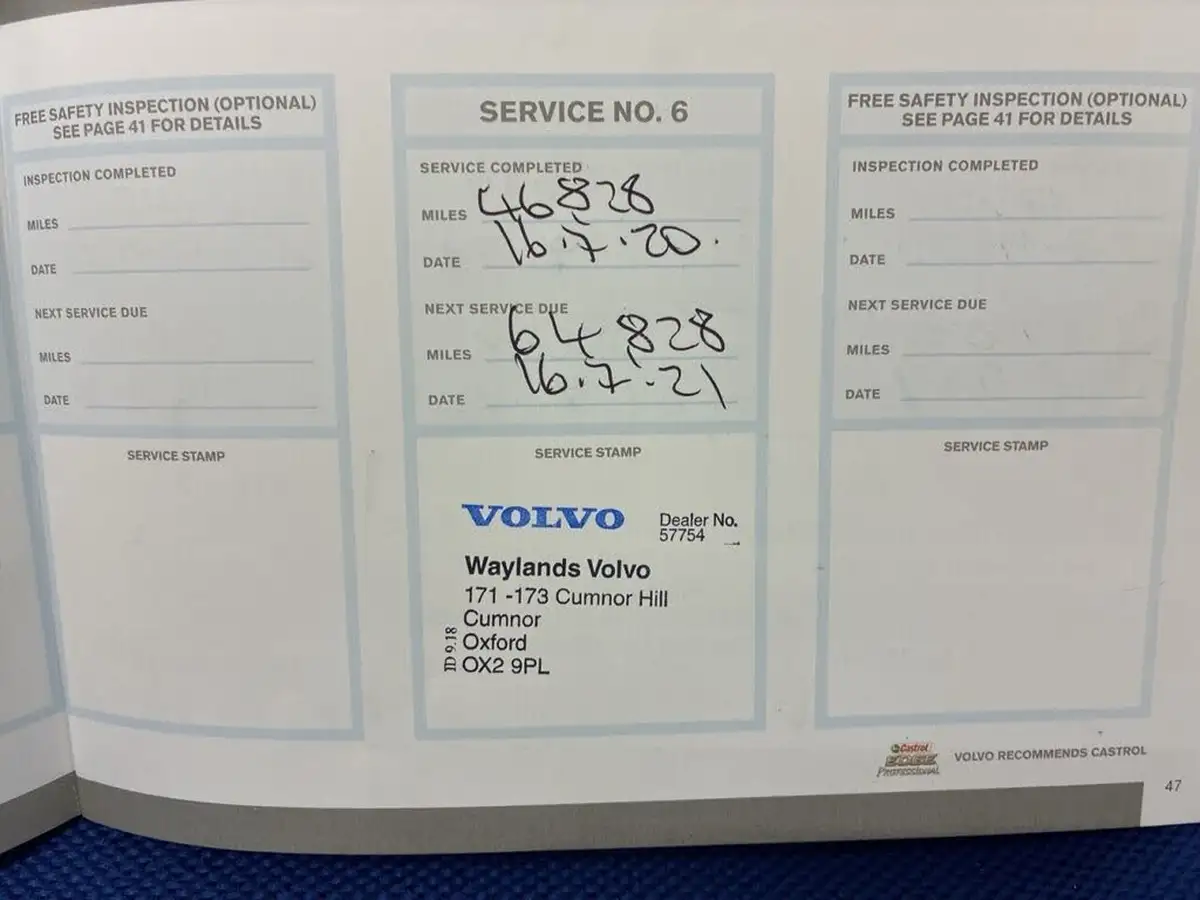 FREE SAFETY INSPECTION (OPTIONAL)
SEE PAGE 41 FOR DETAILS
INSPECTION COMPLETED
MILES
DATE
NEXT SERVICE DUE
MILES
DATE
SERVICE STAMP
SERVICE NO. 6
SERVICE COMPLETED
MILES 46828
DATE 16.7.20.
NEXT SERVICE DUE
MILES 64828
DATE 16.7.21
SERVICE STAMP
VOLVO
Dealer No.
57754
Waylands Volvo
171 -173 Cumnor Hill
Cumnor
Oxford
OX2 9PL
ID 9.18
FREE SAFETY INSPECTION (OPTIONAL)
SEE PAGE 41 FOR DETAILS
INSPECTION COMPLETED
MILES
DATE
NEXT SERVICE DUE
MILES
DATE
SERVICE STAMP
Castrol
EDGE
Professional
VOLVO RECOMMENDS CASTROL
47